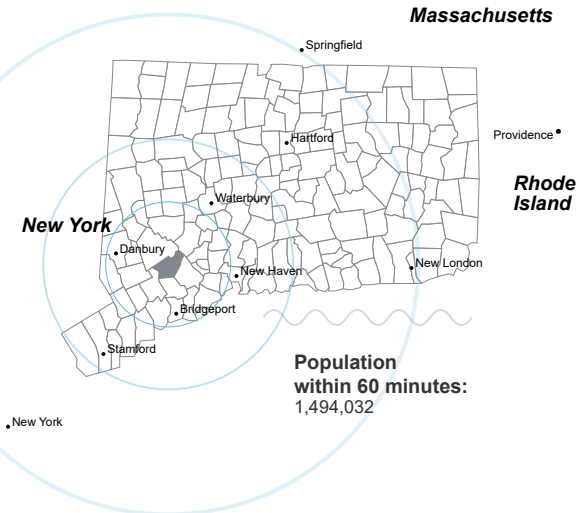 Massachusetts
Springfield
Providence
Hartford
Rhode
Island
Waterbury
New York
Danbury
New Haven
New London
Bridgeport
Stamford
Population
within 60 minutes:
1,494,032
New York